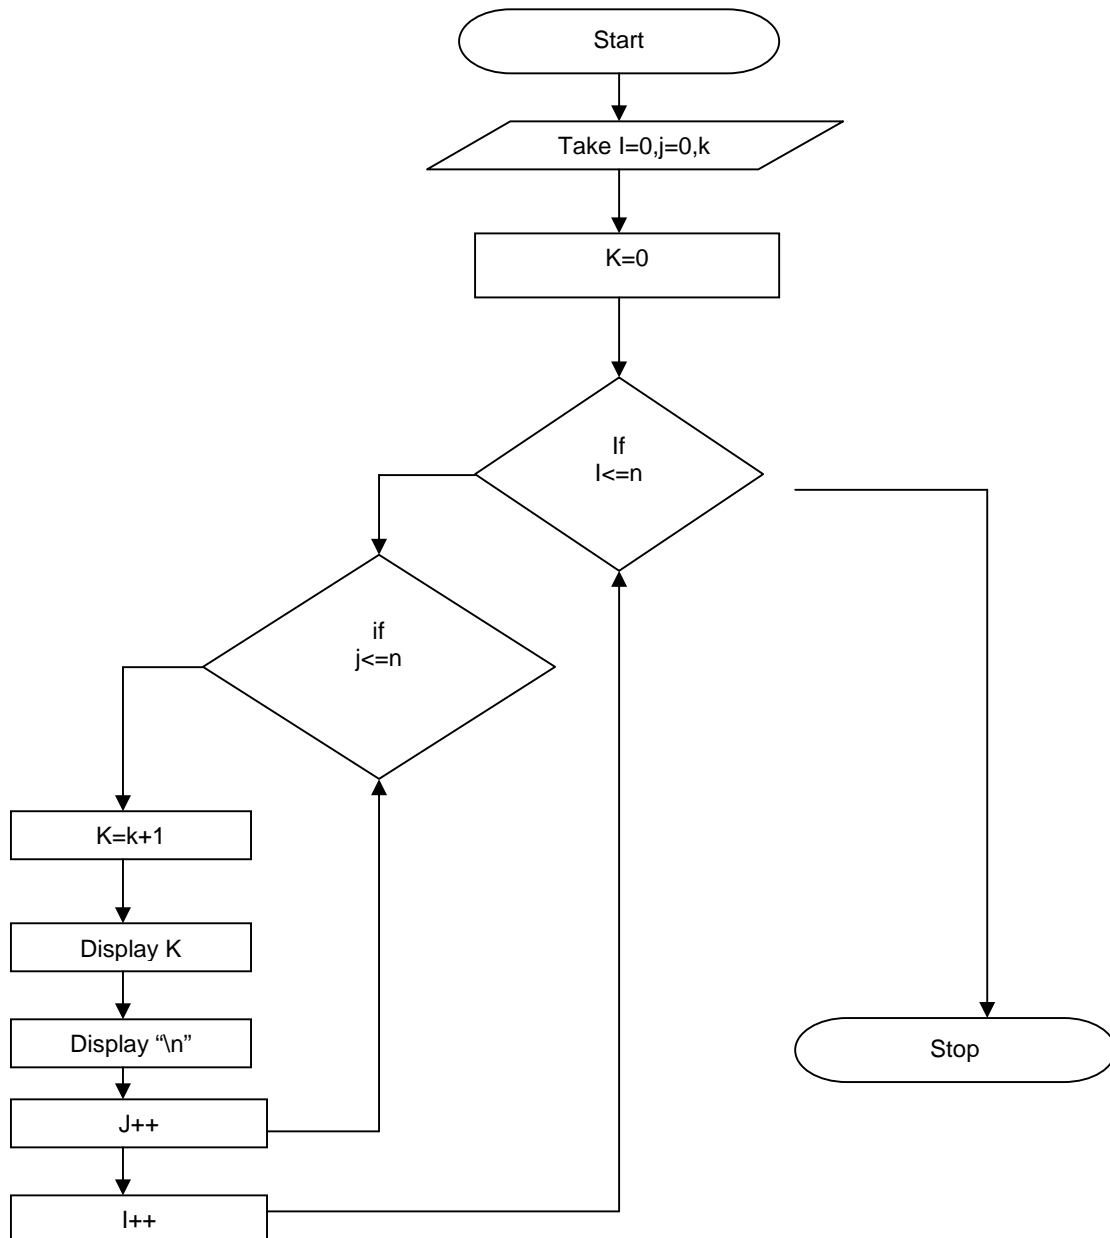 Start
Take I=0,j=0,k
K=0
If
I<=n
if
j<=n
K=k+1
Display K
Display “\n”
J++
I++
Stop